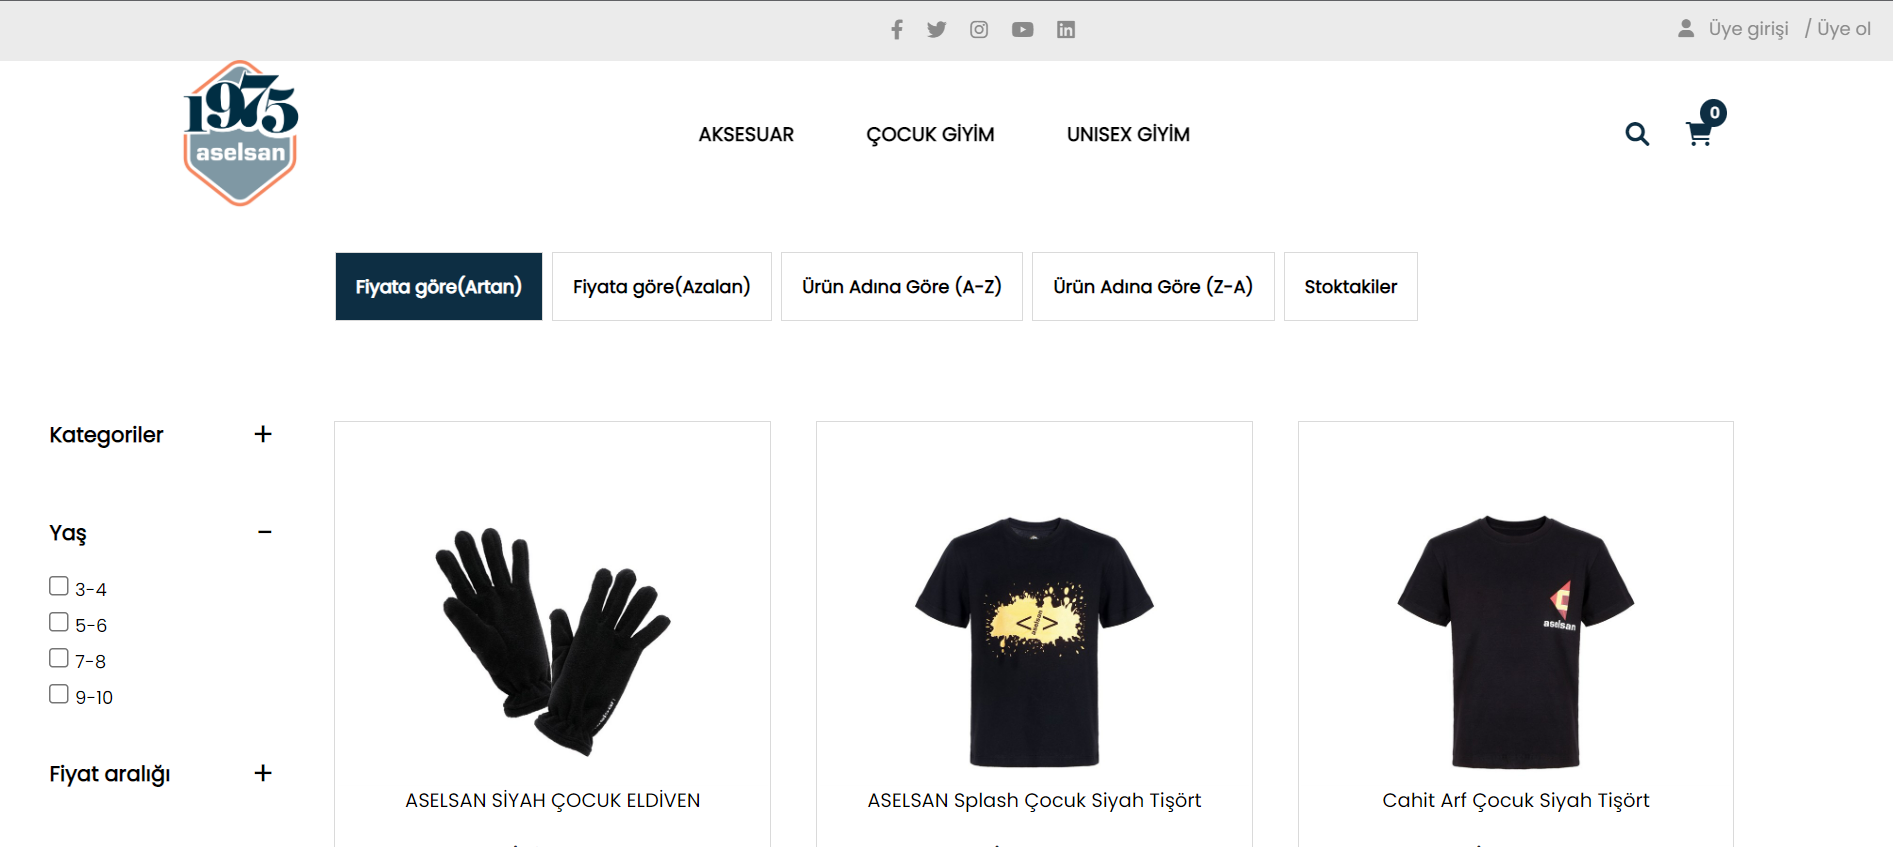 Üye girişi / Üye ol
1975
aselsan
AKSESUAR ÇOCUK GİYİM UNISEX GİYİM
0
Fiyata göre(Artan) Fiyata göre(Azalan) Ürün Adına Göre (A-Z) Ürün Adına Göre (Z-A) Stoktakiler
Kategoriler +
Yaş −
3-4
5-6
7-8
9-10
Fiyat aralığı +
< aselsan >
aselsan
ASELSAN SİYAH ÇOCUK ELDİVEN
ASELSAN Splash Çocuk Siyah Tişört
Cahit Arf Çocuk Siyah Tişört